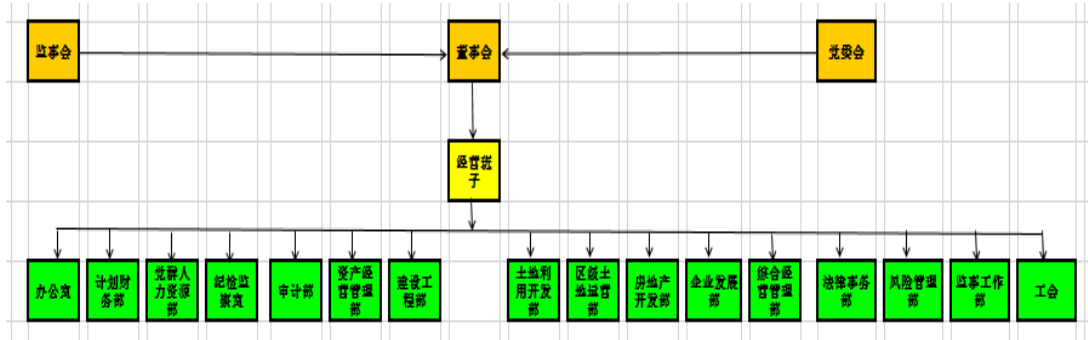 监事会
董事会
党委会
经营班
子
办公室
计划财
务部
党群人
力资源
部
纪检监
察室
审计部
资产经
营管理
部
建设工
程部
土地利
用开发
部
区级土
地运营
部
房地产
开发部
企业发展
部
综合经
营管理
部
法律事务
部
风险管理
部
监事工作
部
工会